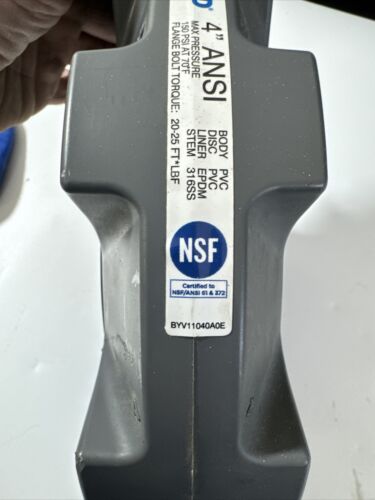 4" ANSI
MAX PRESSURE
150 PSI AT 70°F
FLANGE BOLT TORQUE: 20-25 FT*LBF
BODY PVC
DISC PVC
LINER EPDM
STEM 316SS
NSF
Certified to
NSF/ANSI 61 & 372
BYV11040A0E